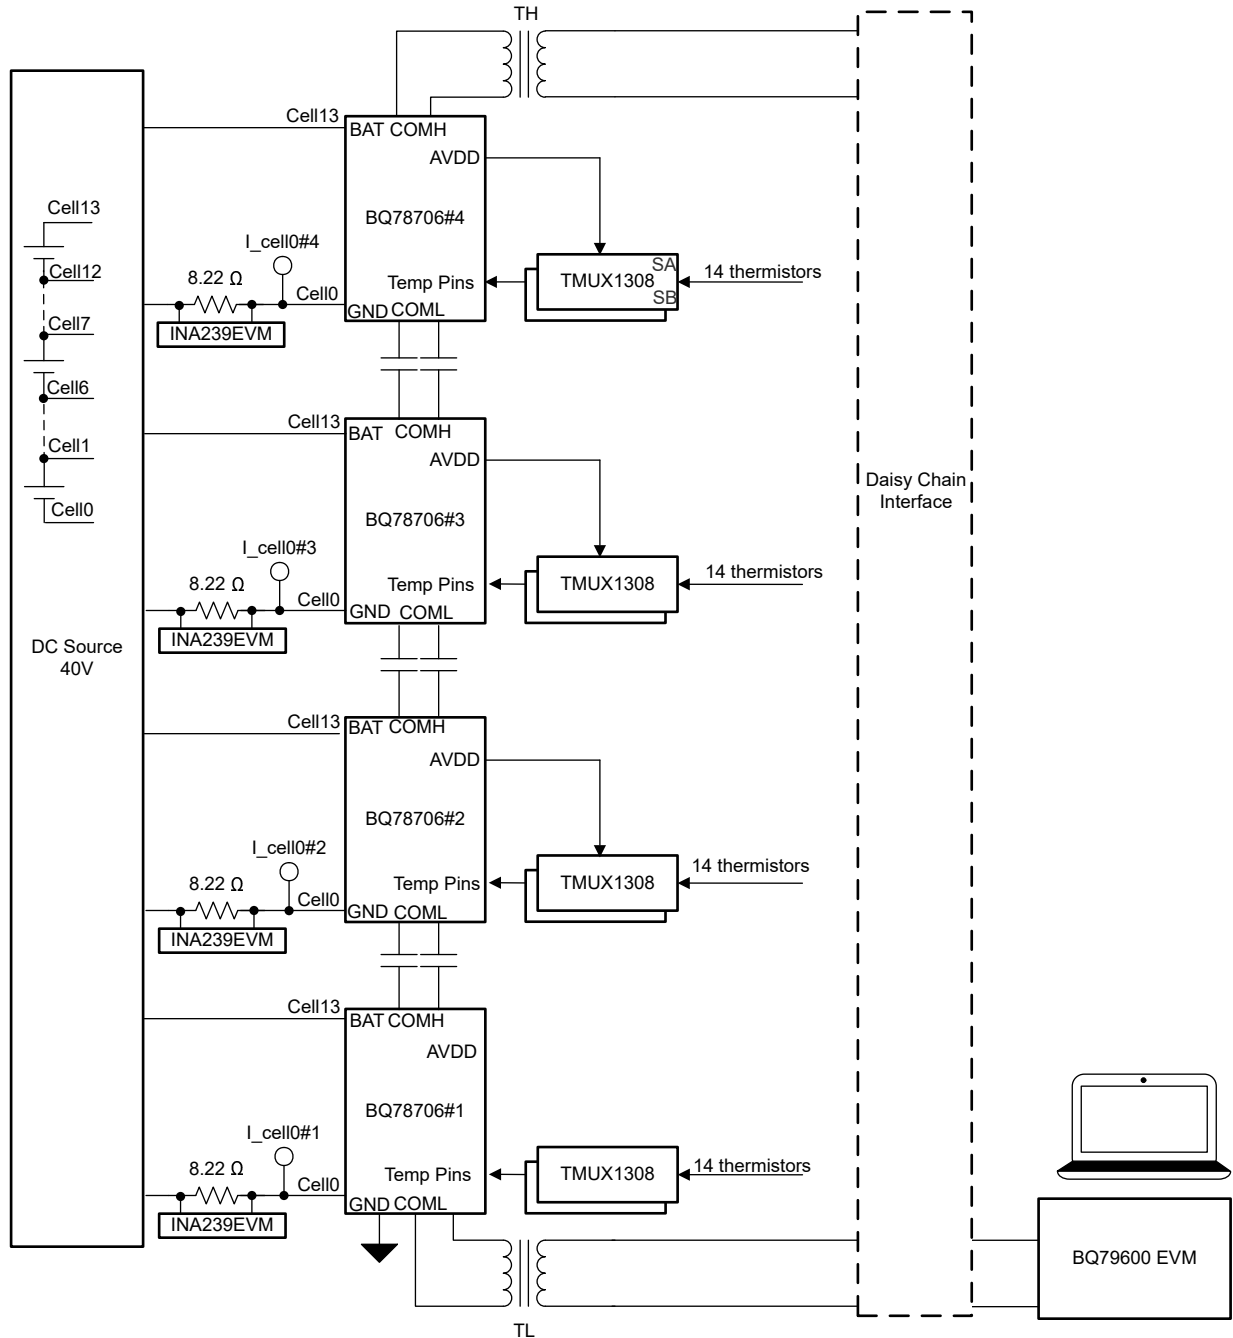 TH
Cell13
BAT COMH
AVDD
BQ78706#4
Cell13
Cell12
Cell7
Cell6
Cell1
Cell0
I_cell0#4
8.22 Ω
Cell0
INA239EVM
Temp Pins
GND COML
TMUX1308
SA
SB
14 thermistors
Cell13
BAT COMH
AVDD
BQ78706#3
I_cell0#3
8.22 Ω
Cell0
INA239EVM
Temp Pins
GND COML
TMUX1308
14 thermistors
Daisy Chain
Interface
DC Source
40V
Cell13
BAT COMH
AVDD
BQ78706#2
I_cell0#2
8.22 Ω
Cell0
INA239EVM
Temp Pins
GND COML
TMUX1308
14 thermistors
Cell13
BAT COMH
AVDD
BQ78706#1
I_cell0#1
8.22 Ω
Cell0
INA239EVM
Temp Pins
GND COML
TMUX1308
14 thermistors
BQ79600 EVM
TL